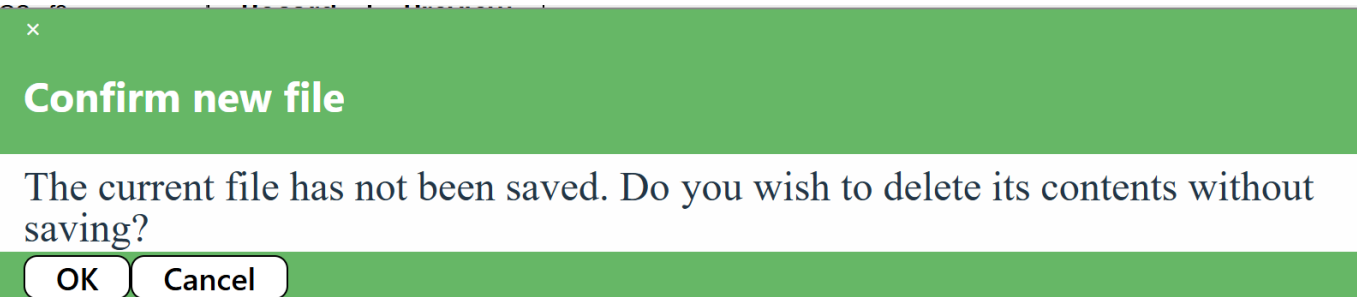 ×
Confirm new file
The current file has not been saved. Do you wish to delete its contents without
saving?
OK Cancel